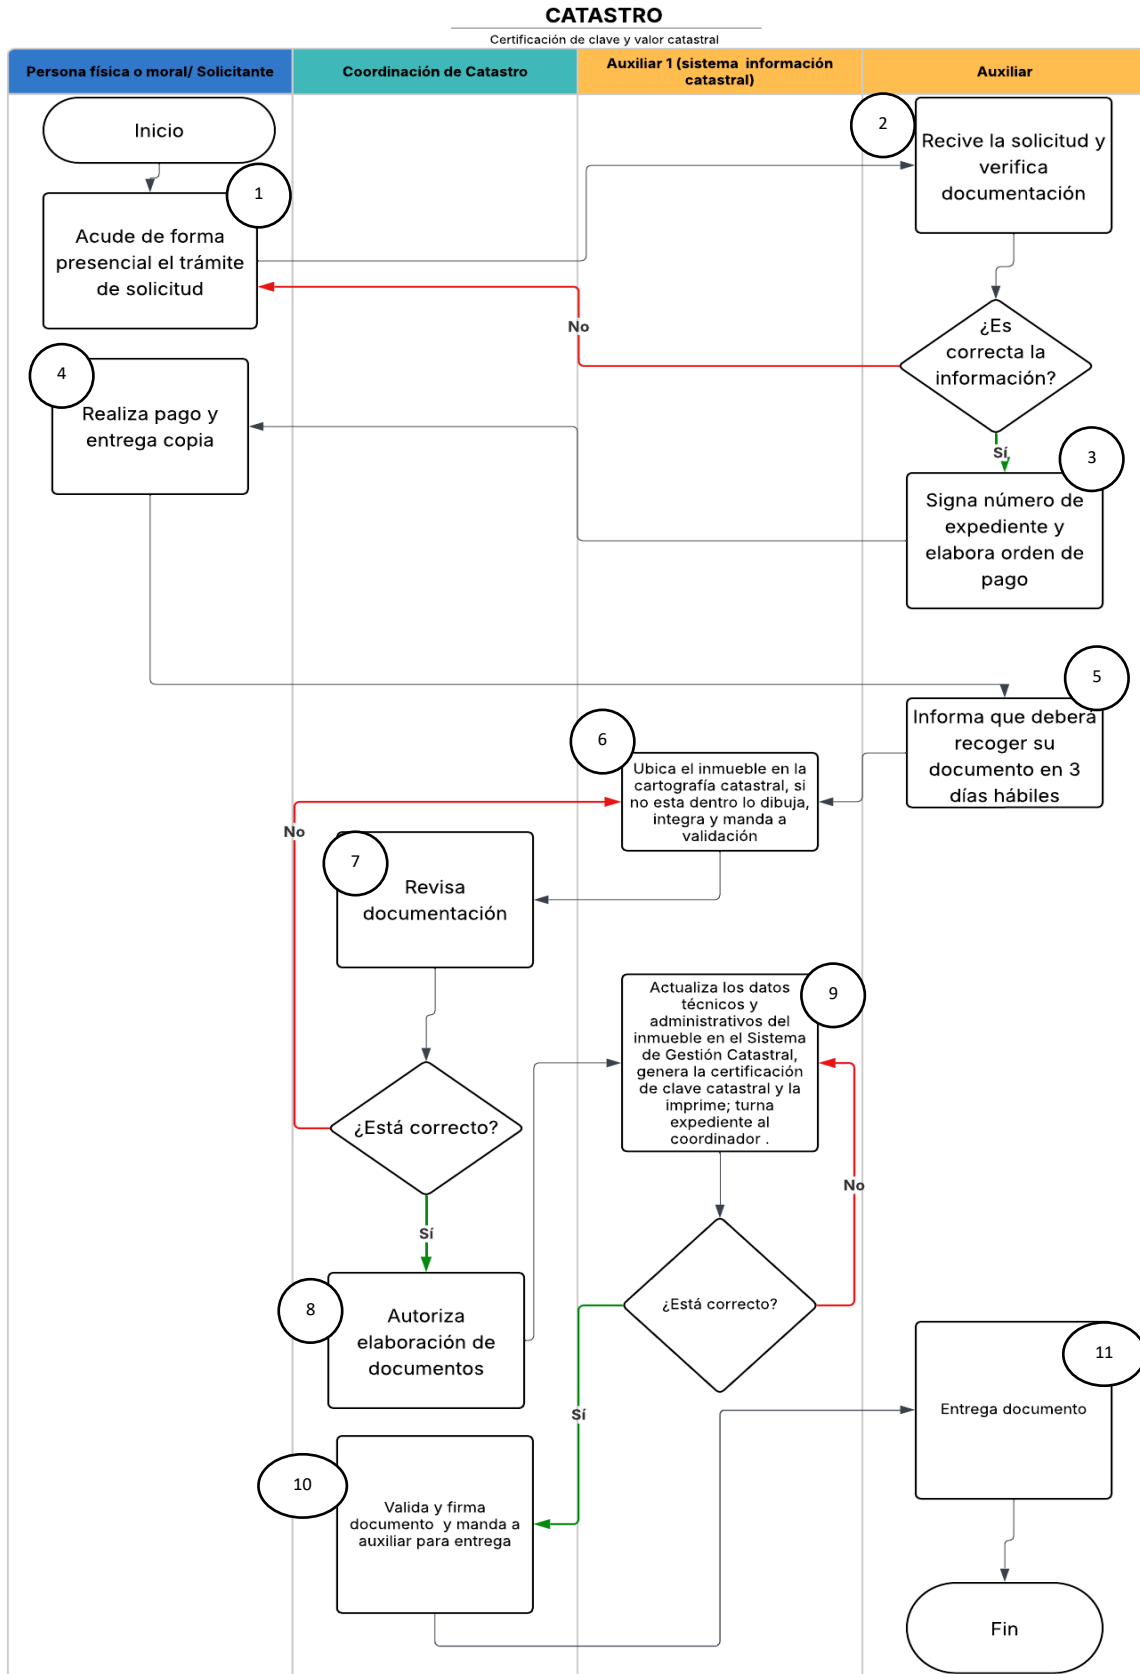 CATASTRO
Certificación de clave y valor catastral
Persona física o moral/ Solicitante
Coordinación de Catastro
Auxiliar 1 (sistema información
catastral)
Auxiliar
Inicio
1
Acude de forma
presencial el trámite
de solicitud
2
Recive la solicitud y
verifica
documentación
¿Es
correcta la
información?
No
Sí
3
Signa número de
expediente y
elabora orden de
pago
4
Realiza pago y
entrega copia
5
Informa que deberá
recoger su
documento en 3
días hábiles
6
Ubica el inmueble en la
cartografía catastral, si
no esta dentro lo dibuja,
integra y manda a
validación
No
7
Revisa
documentación
¿Está correcto?
Sí
8
Autoriza
elaboración de
documentos
9
Actualiza los datos
técnicos y
administrativos del
inmueble en el Sistema
de Gestión Catastral,
genera la certificación
de clave catastral y la
imprime; turna
expediente al
coordinador .
No
¿Está correcto?
Sí
10
Valida y firma
documento y manda a
auxiliar para entrega
11
Entrega documento
Fin